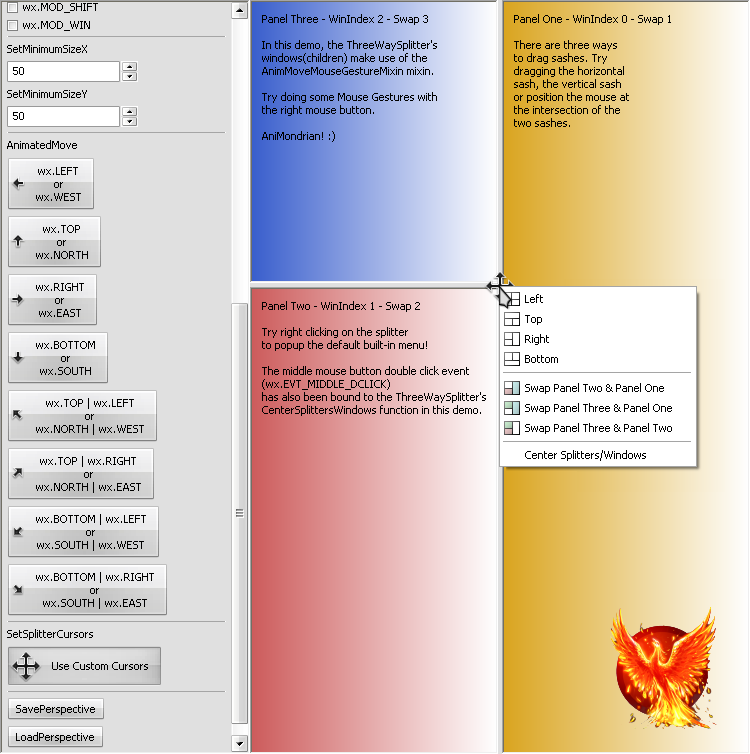 wx.MOD_SHIFT
wx.MOD_WIN
SetMinimumSizeX
50
SetMinimumSizeY
50
AnimatedMove
wx.LEFT
or
wx.WEST
wx.TOP
or
wx.NORTH
wx.RIGHT
or
wx.EAST
wx.BOTTOM
or
wx.SOUTH
wx.TOP | wx.LEFT
or
wx.NORTH | wx.WEST
wx.TOP | wx.RIGHT
or
wx.NORTH | wx.EAST
wx.BOTTOM | wx.LEFT
or
wx.SOUTH | wx.WEST
wx.BOTTOM | wx.RIGHT
or
wx.SOUTH | wx.EAST
SetSplitterCursors
Use Custom Cursors
SavePerspective
LoadPerspective
Panel Three - WinIndex 2 - Swap 3
In this demo, the ThreeWaySplitter's
windows(children) make use of the
AnimMoveMouseGestureMixin mixin.
Try doing some Mouse Gestures with
the right mouse button.
AniMondrian! :)
Panel Two - WinIndex 1 - Swap 2
Try right clicking on the splitter
to popup the default built-in menu!
The middle mouse button double click event
(wx.EVT_MIDDLE_DCLICK)
has also been bound to the ThreeWaySplitter's
CenterSplittersWindows function in this demo.
Panel One - WinIndex 0 - Swap 1
There are three ways
to drag sashes. Try
dragging the horizontal
sash, the vertical sash
or position the mouse at
the intersection of the
two sashes.
Left
Top
Right
Bottom
Swap Panel Two & Panel One
Swap Panel Three & Panel One
Swap Panel Three & Panel Two
Center Splitters/Windows